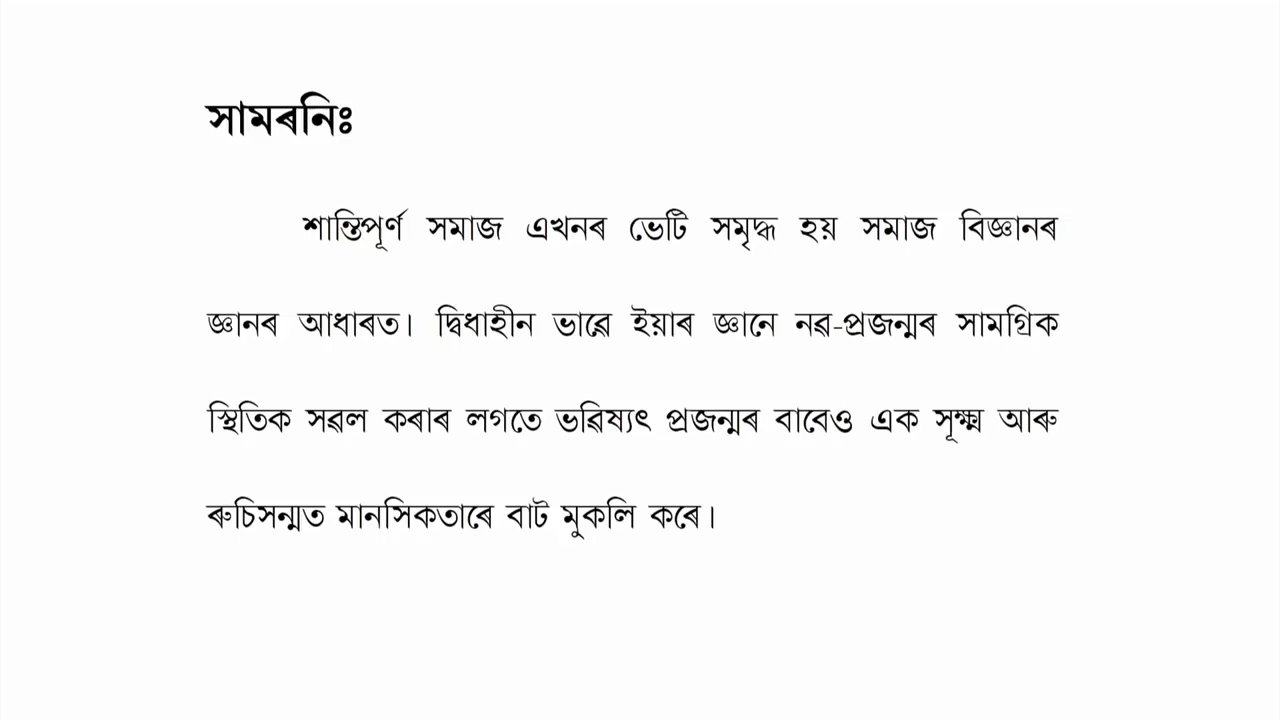 সামৰনিঃ
শান্তিপূৰ্ণ সমাজ এখনৰ ভেটি সমৃদ্ধ হয় সমাজ বিজ্ঞানৰ
জ্ঞানৰ আধাৰত। দ্বিধাহীন ভাৱে ইয়াৰ জ্ঞানে নৱ-প্ৰজন্মৰ সামগ্ৰিক
স্থিতিক সৱল কৰাৰ লগতে ভৱিষ্যৎ প্ৰজন্মৰ বাবেও এক সূক্ষ্ম আৰু
ৰুচিসন্মত মানসিকতাৰে বাট মুকলি কৰে।